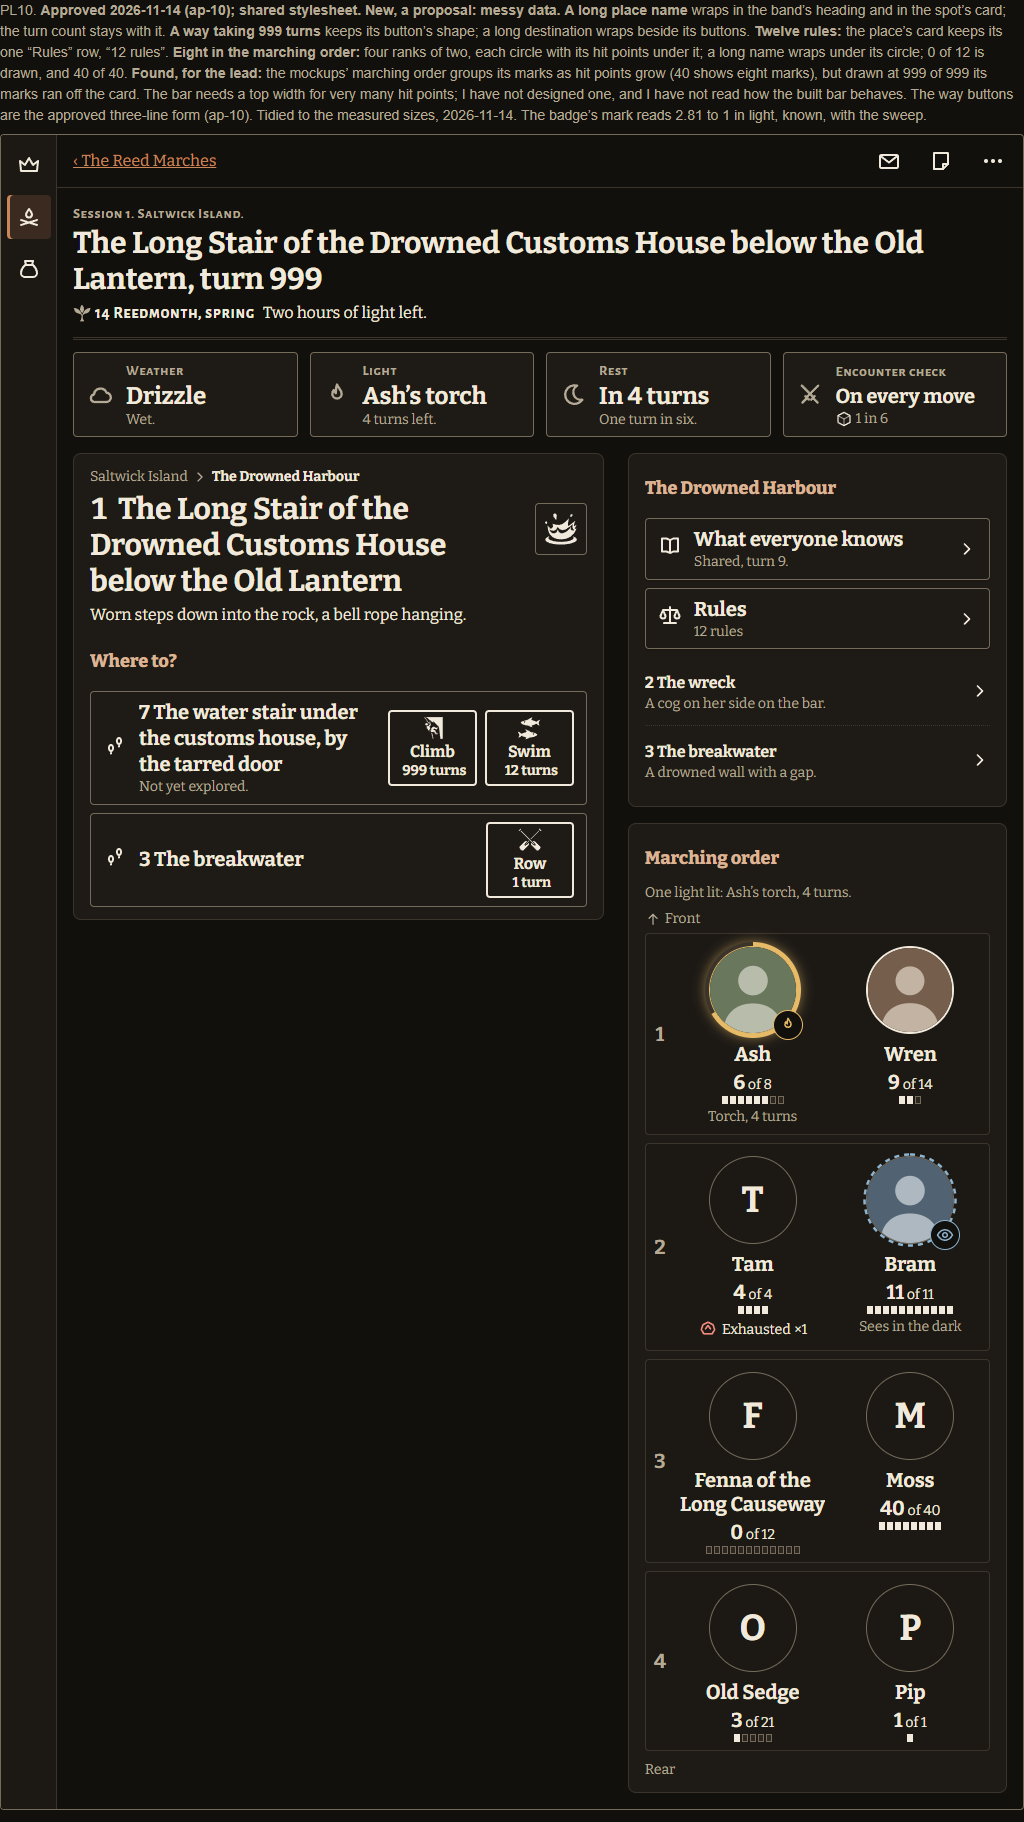 PL10. Approved 2026-11-14 (ap-10); shared stylesheet. New, a proposal: messy data. A long place name wraps in the band's heading and in the spot's card;
the turn count stays with it. A way taking 999 turns keeps its button's shape; a long destination wraps beside its buttons. Twelve rules: the place's card keeps its
one “Rules” row, “12 rules”. Eight in the marching order: four ranks of two, each circle with its hit points under it; a long name wraps under its circle; 0 of 12 is
drawn, and 40 of 40. Found, for the lead: the mockups' marching order groups its marks as hit points grow (40 shows eight marks), but drawn at 999 of 999 its
marks ran off the card. The bar needs a top width for very many hit points; I have not designed one, and I have not read how the built bar behaves. The way buttons
are the approved three-line form (ap-10). Tidied to the measured sizes, 2026-11-14. The badge's mark reads 2.81 to 1 in light, known, with the sweep.
‹ The Reed Marches
Session 1. Saltwick Island.
The Long Stair of the Drowned Customs House below the Old
Lantern, turn 999
14 Reedmonth, spring Two hours of light left.
Weather
Drizzle
Wet.
Light
Ash’s torch
4 turns left.
Rest
In 4 turns
One turn in six.
Encounter check
On every move
1 in 6
Saltwick Island > The Drowned Harbour
1 The Long Stair of the
Drowned Customs House
below the Old Lantern
Worn steps down into the rock, a bell rope hanging.
Where to?
7 The water stair under
the customs house, by
the tarred door
Not yet explored.
Climb
999 turns
Swim
12 turns
3 The breakwater
Row
1 turn
The Drowned Harbour
What everyone knows
Shared, turn 9.
Rules
12 rules
2 The wreck
A cog on her side on the bar.
3 The breakwater
A drowned wall with a gap.
Marching order
One light lit: Ash’s torch, 4 turns.
↑ Front
1
Ash
6 of 8
Torch, 4 turns
Wren
9 of 14
2
T
Tam
4 of 4
Exhausted ×1
Bram
11 of 11
Sees in the dark
3
F
Fenna of the
Long Causeway
0 of 12
M
Moss
40 of 40
4
O
Old Sedge
3 of 21
P
Pip
1 of 1
Rear